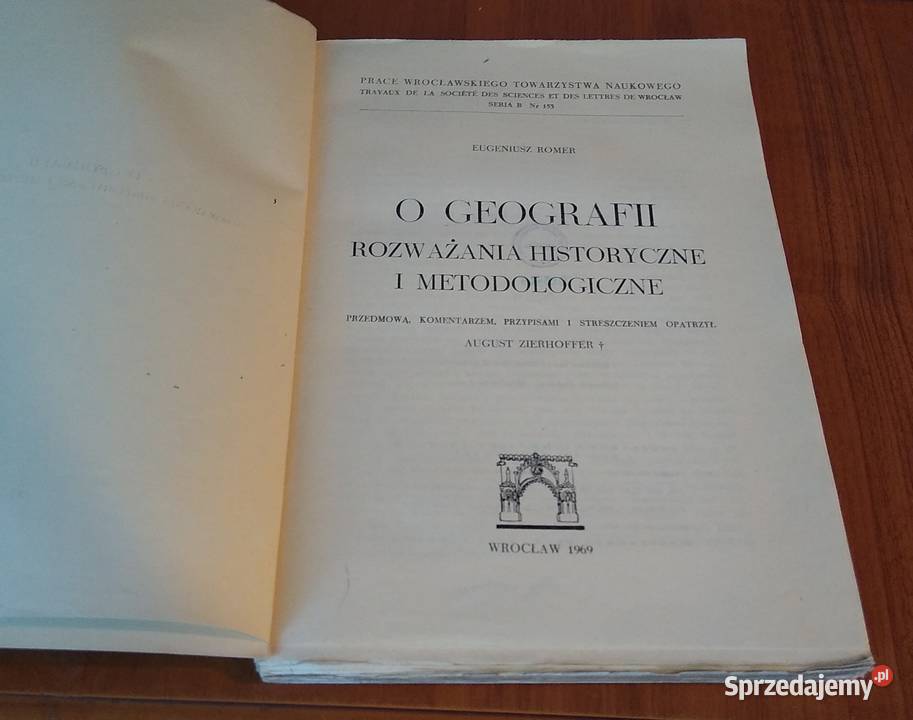 PRACE WROCŁAWSKIEGO TOWARZYSTWA NAUKOWEGO
TRAVAUX DE LA SOCIÉTÉ DES SCIENCES ET DES LETTRES DE WROCŁAW
SERIA B Nr 153
EUGENIUSZ ROMER
O GEOGRAFII
ROZWAŻANIA HISTORYCZNE
I METODOLOGICZNE
PRZEDMOWĄ, KOMENTARZEM, PRZYPISAMI I STRESZCZENIEM OPATRZYŁ
AUGUST ZIERHOFFER †
WROCŁAW 1969
Sprzedajemy.pl